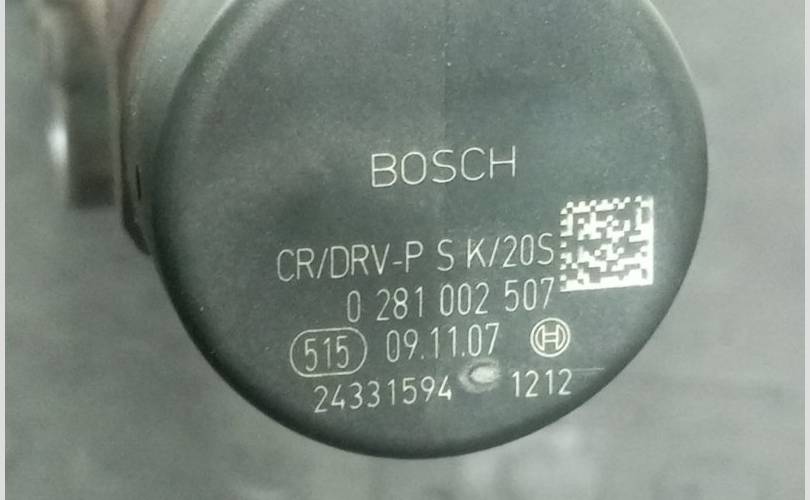 BOSCH
CR/DRV-P S K/20S
0 281 002 507
515 09.11.07 H
24331594 1212